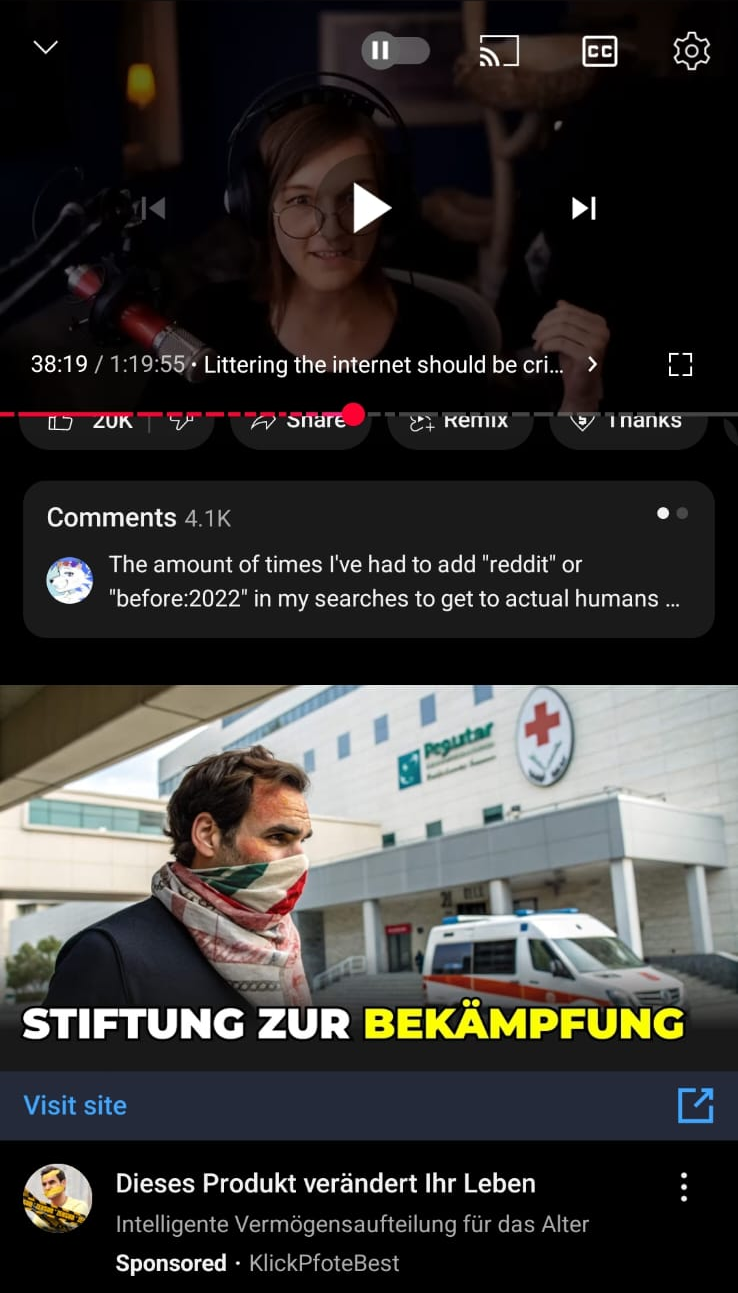 CC
38:19 / 1:19:55 · Littering the internet should be cri...
20K
Share
Remix
Thanks
Comments 4.1K
The amount of times I've had to add "reddit" or
"before:2022" in my searches to get to actual humans ...
STIFTUNG ZUR BEKÄMPFUNG
Visit site
Dieses Produkt verändert Ihr Leben
Intelligente Vermögensaufteilung für das Alter
Sponsored · KlickPfoteBest